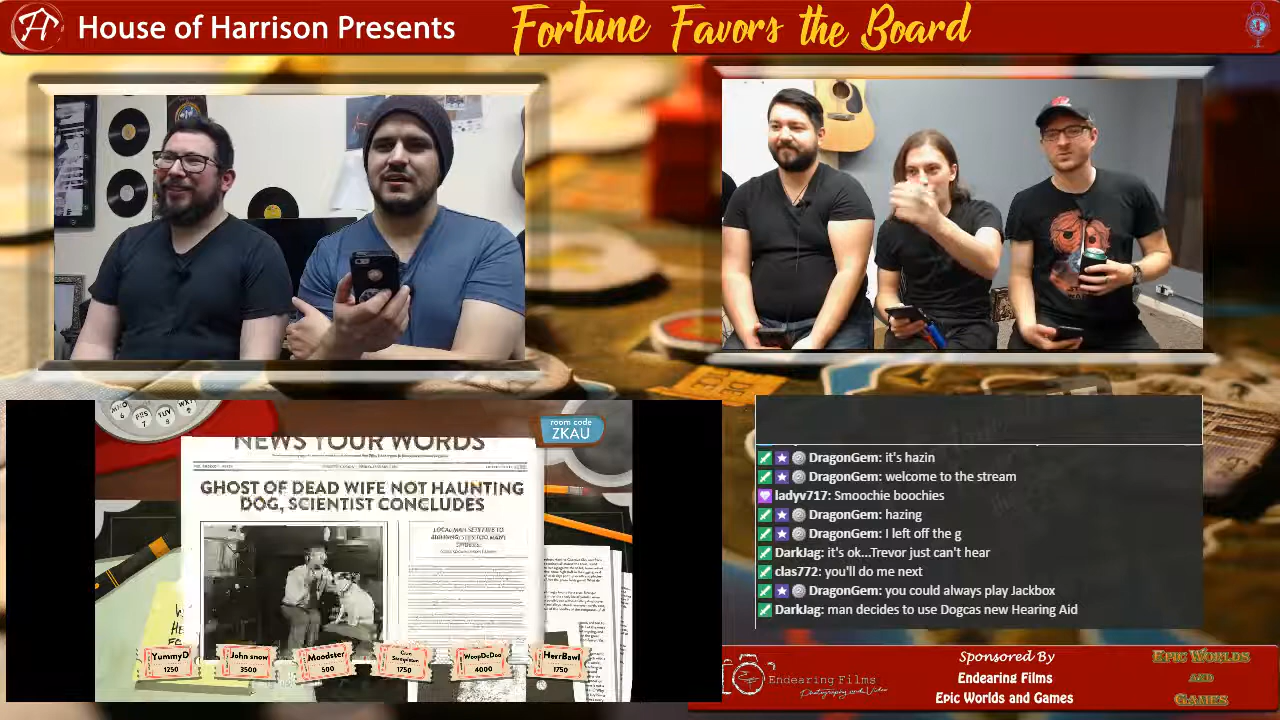 House of Harrison Presents
Fortune Favors the Board
NEWS YOUR WORDS
room code
ZKAU
GHOST OF DEAD WIFE NOT HAUNTING
DOG, SCIENTIST CONCLUDES
YummyD
1250
John snow
3500
Moodster
500
1750
WoopDeDoo
4000
HerrBawl
1750
DragonGem: it's hazin
DragonGem: welcome to the stream
ladyv717: Smoochie boochies
DragonGem: hazing
DragonGem: I left off the g
DarkJag: it's ok...Trevor just can't hear
clas772: you'll do me next
DragonGem: you could always play Jackbox
DarkJag: man decides to use Dogcas new Hearing Aid
Endearing Films
Photography and Video
Sponsored By
Endearing Films
Epic Worlds and Games
EPIC WORLDS
AND
GAMES